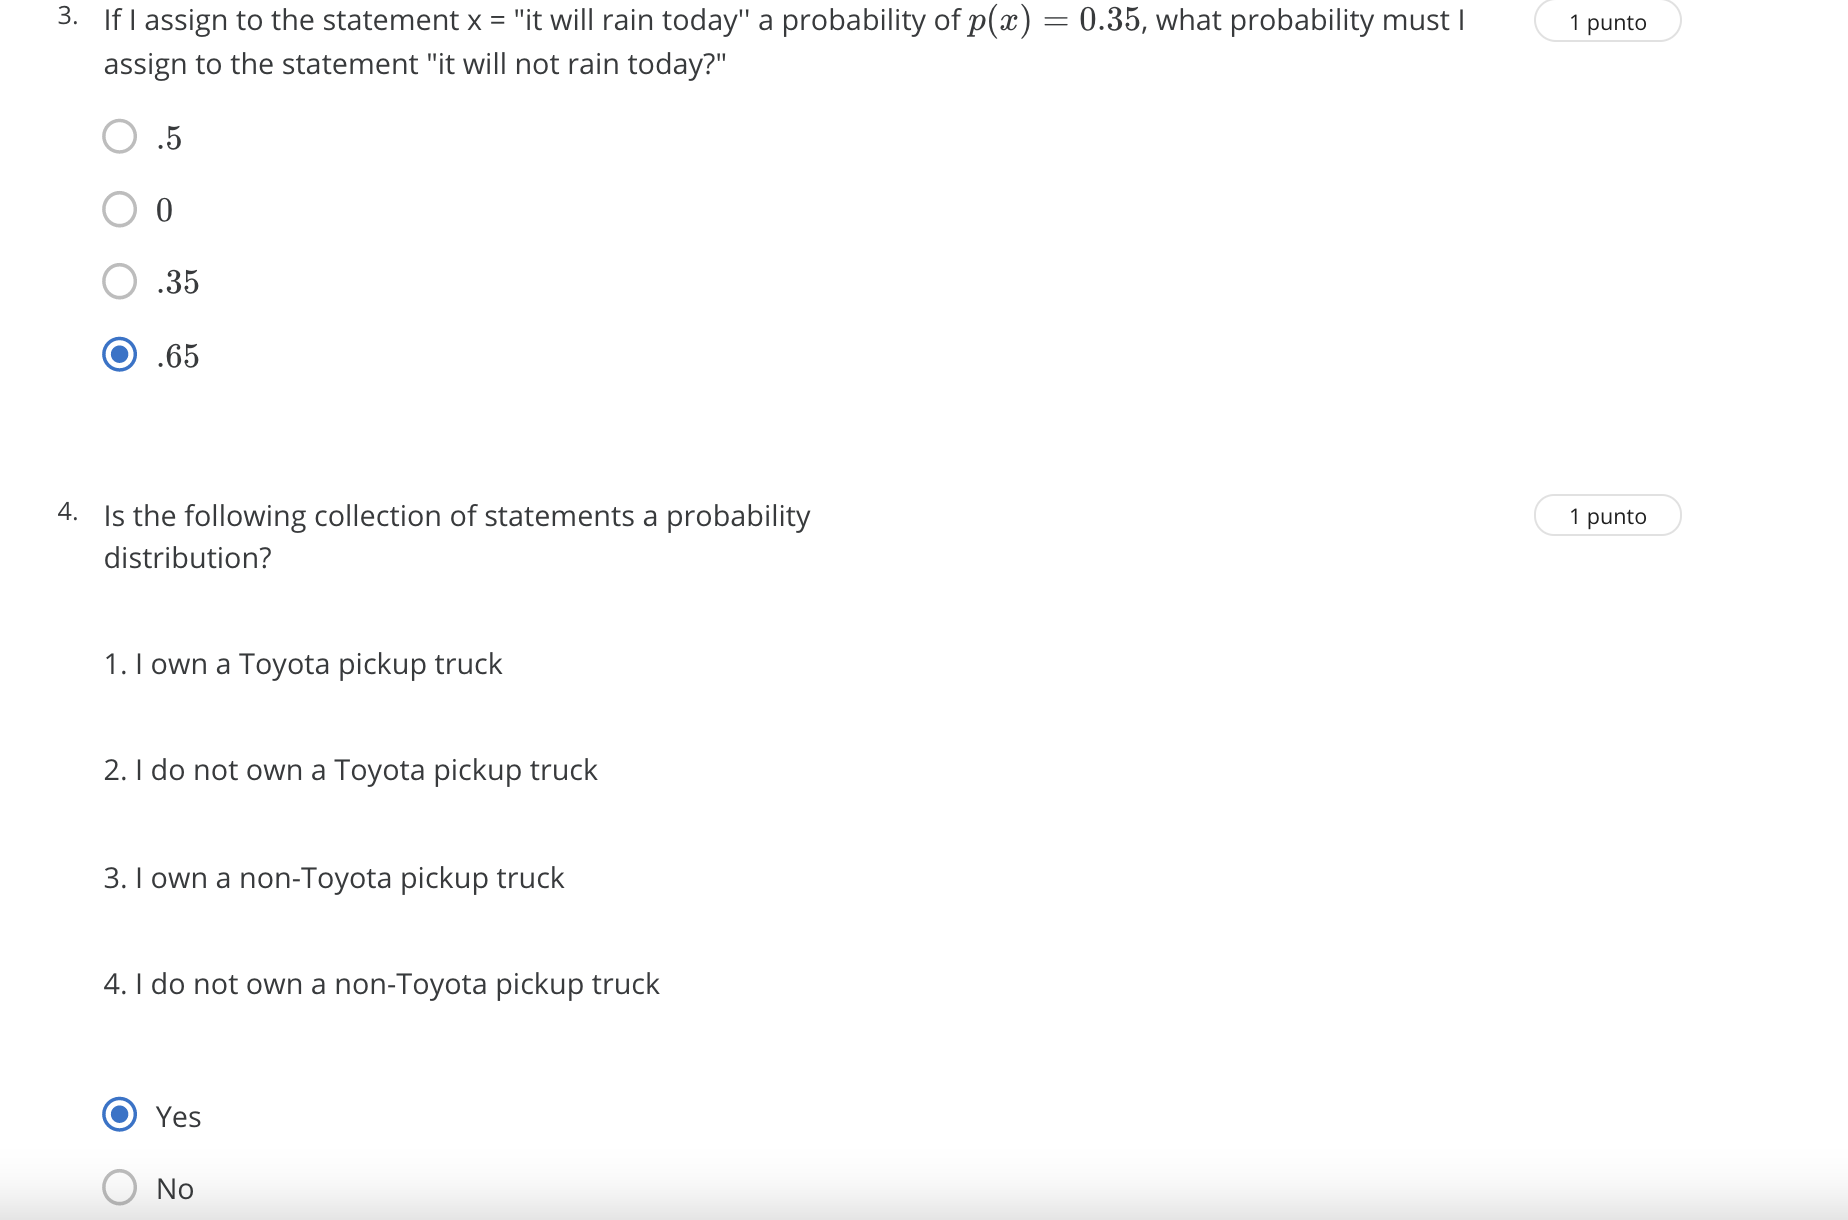 3. If I assign to the statement x = "it will rain today'' a probability of p(x) = 0.35, what probability must I
1 punto
assign to the statement "it will not rain today?"
.5
0
.35
.65
4. Is the following collection of statements a probability
1 punto
distribution?
1. I own a Toyota pickup truck
2. I do not own a Toyota pickup truck
3. I own a non-Toyota pickup truck
4. I do not own a non-Toyota pickup truck
Yes
No